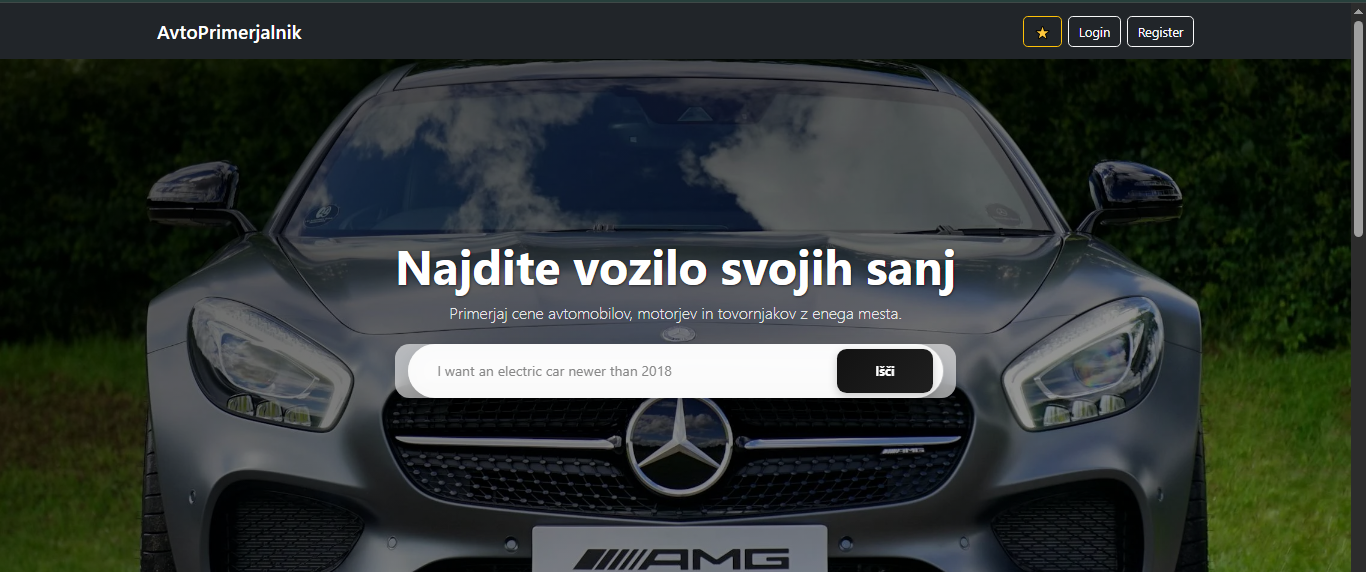 AvtoPrimerjalnik
★ Login Register
Najdite vozilo svojih sanj
Primerjaj cene avtomobilov, motorjev in tovornjakov z enega mesta.
I want an electric car newer than 2018 Išči
AMG
AMG